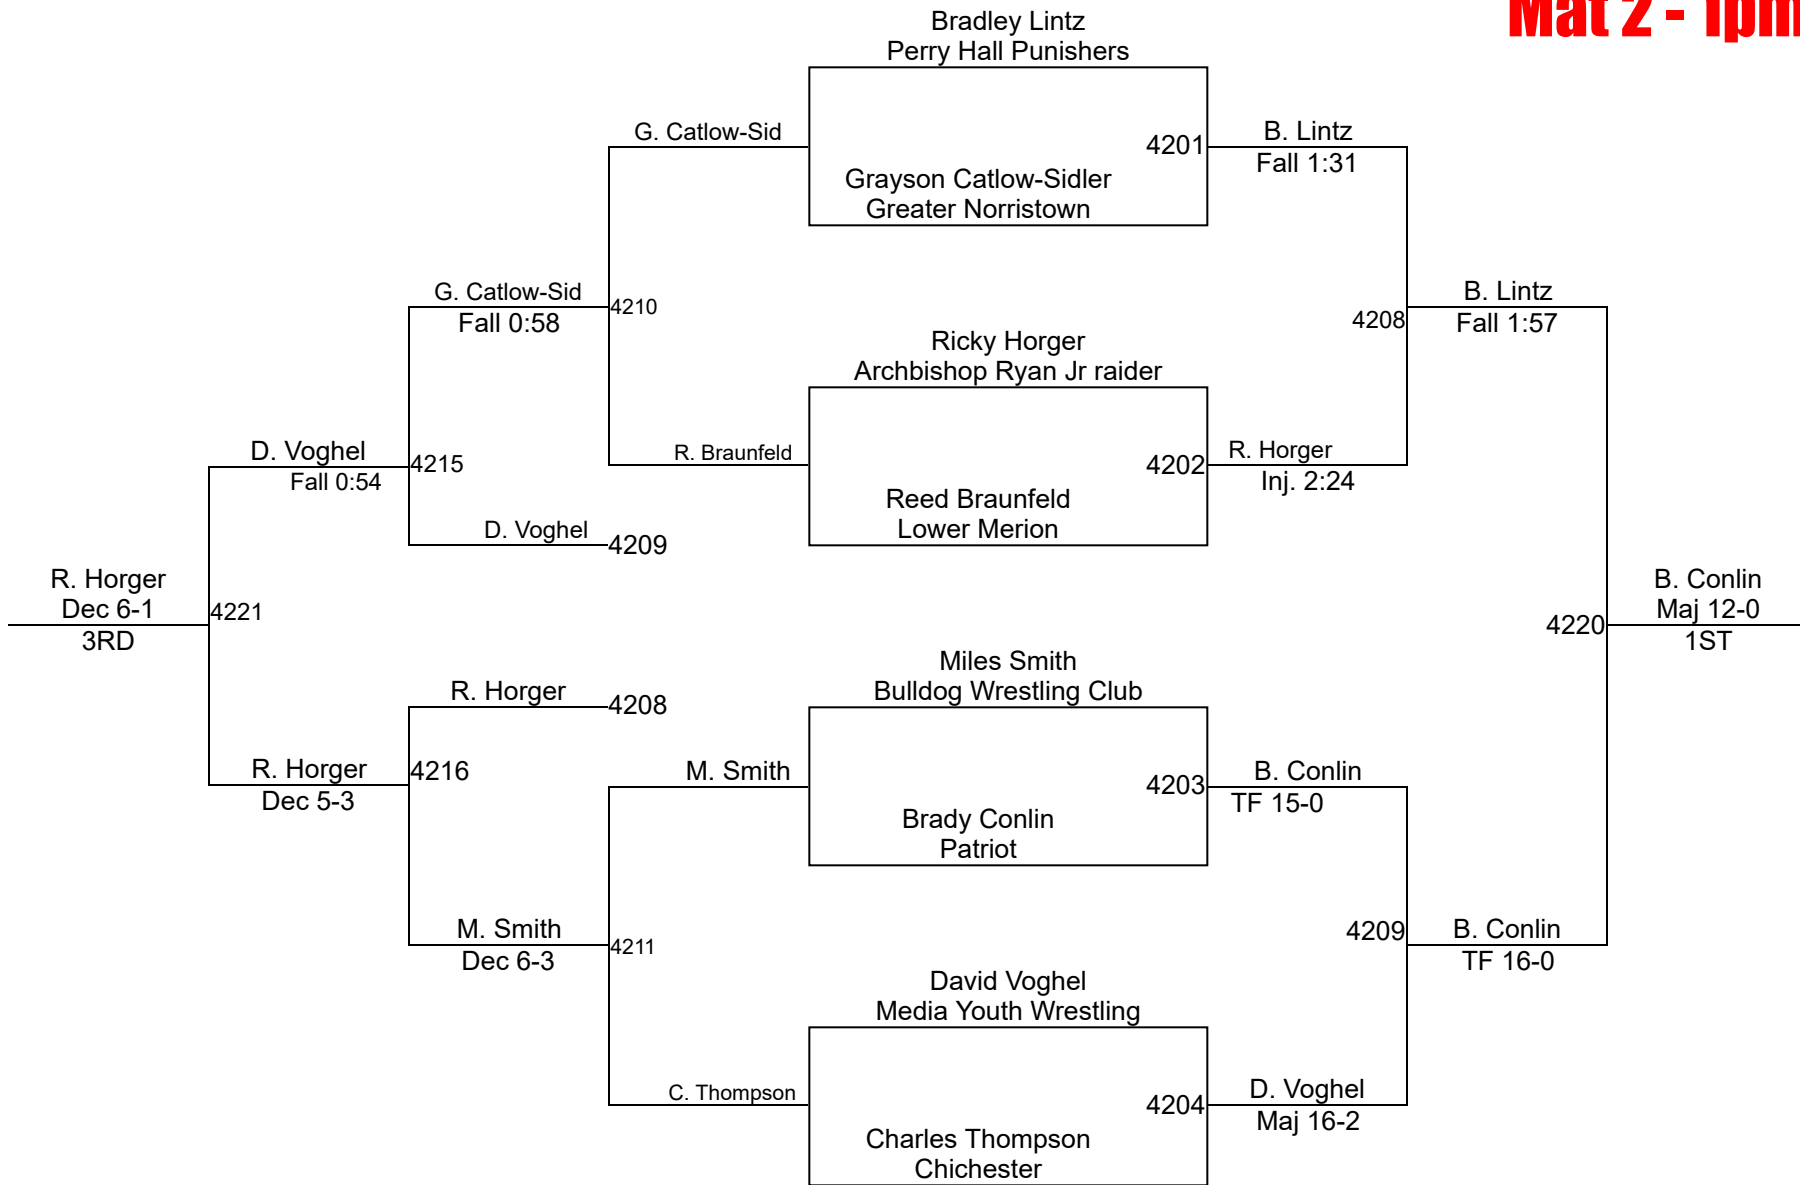 Mat 2 - 1pm
Bradley Lintz
Perry Hall Punishers
G. Catlow-Sid
4201
B. Lintz
Fall 1:31
Grayson Catlow-Sidler
Greater Norristown
G. Catlow-Sid
Fall 0:58
4210
B. Lintz
Fall 1:57
4208
Ricky Horger
Archbishop Ryan Jr raider
D. Voghel
Fall 0:54
4215
R. Braunfeld
4202
R. Horger
Inj. 2:24
Reed Braunfeld
Lower Merion
D. Voghel
4209
R. Horger
Dec 6-1
3RD
4221
4220
B. Conlin
Maj 12-0
1ST
Miles Smith
Bulldog Wrestling Club
R. Horger
4208
R. Horger
Dec 5-3
4216
M. Smith
4203
B. Conlin
TF 15-0
Brady Conlin
Patriot
M. Smith
Dec 6-3
4211
4209
B. Conlin
TF 16-0
David Voghel
Media Youth Wrestling
C. Thompson
4204
D. Voghel
Maj 16-2
Charles Thompson
Chichester